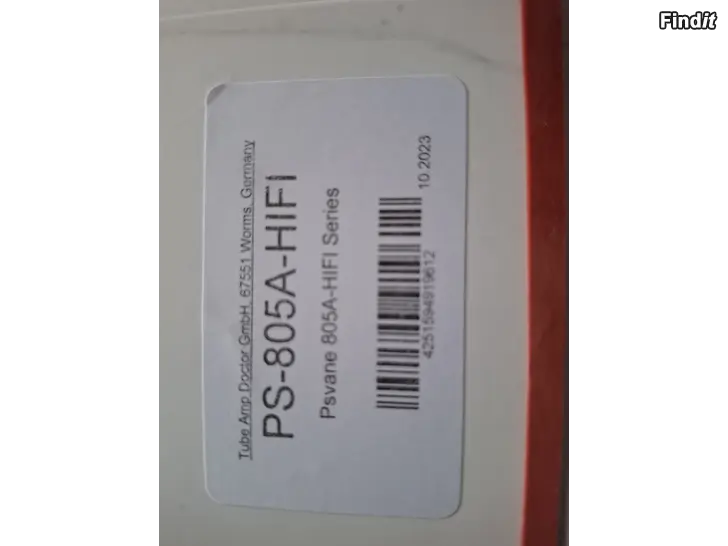 Findit
Tube Amp Doctor GmbH, 67551 Worms, Germany
PS-805A-HIFI
Psvane 805A-HIFI Series
4251594919612
10.2023